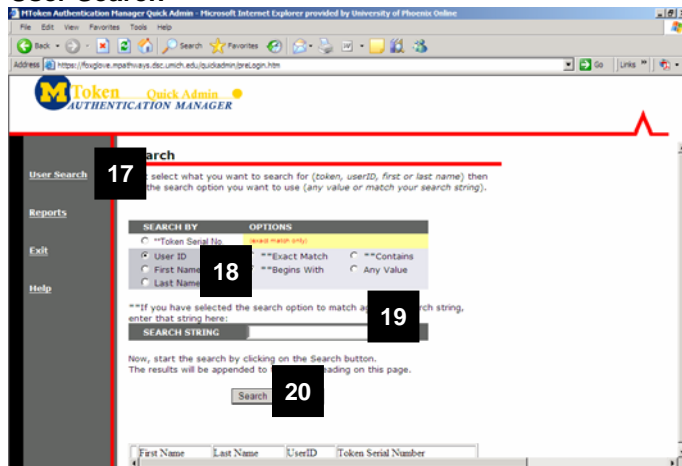 User Search
MToken Authentication Manager Quick Admin - Microsoft Internet Explorer provided by University of Phoenix Online
File Edit View Favorites Tools Help
Back Search Favorites
Address https://foxglove.mpathways.dsc.umich.edu/quickadmin/preLogin.htm Go Links
MToken Quick Admin
AUTHENTICATION MANAGER
arch
User Search
17
select what you want to search for (token, userID, first or last name) then
the search option you want to use (any value or match your search string).
Reports
SEARCH BY OPTIONS
**Token Serial No. (exact match only)
Exit
User ID **Exact Match **Contains
First Name 18 **Begins With Any Value
Last Name
Help
**If you have selected the search option to match ag rch string,
enter that string here:
19
SEARCH STRING
Now, start the search by clicking on the Search button.
The results will be appended to eading on this page.
Search 20
First Name Last Name UserID Token Serial Number